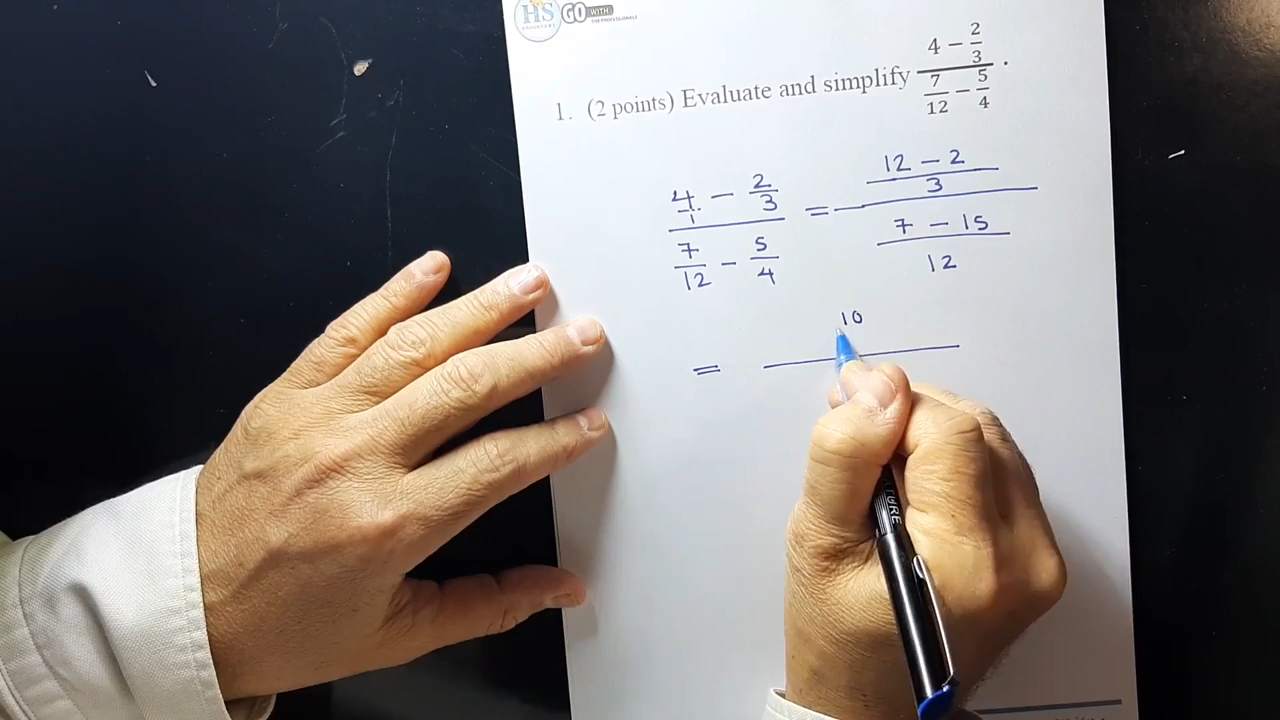 HS ENGINEERS GO WITH THE PROFESSIONALS
1. (2 points) Evaluate and simplify (4 − 2/3)/(7/12 − 5/4).
(4/1 − 2/3)/(7/12 − 5/4) = ((12 − 2)/3)/((7 − 15)/12)
= 10